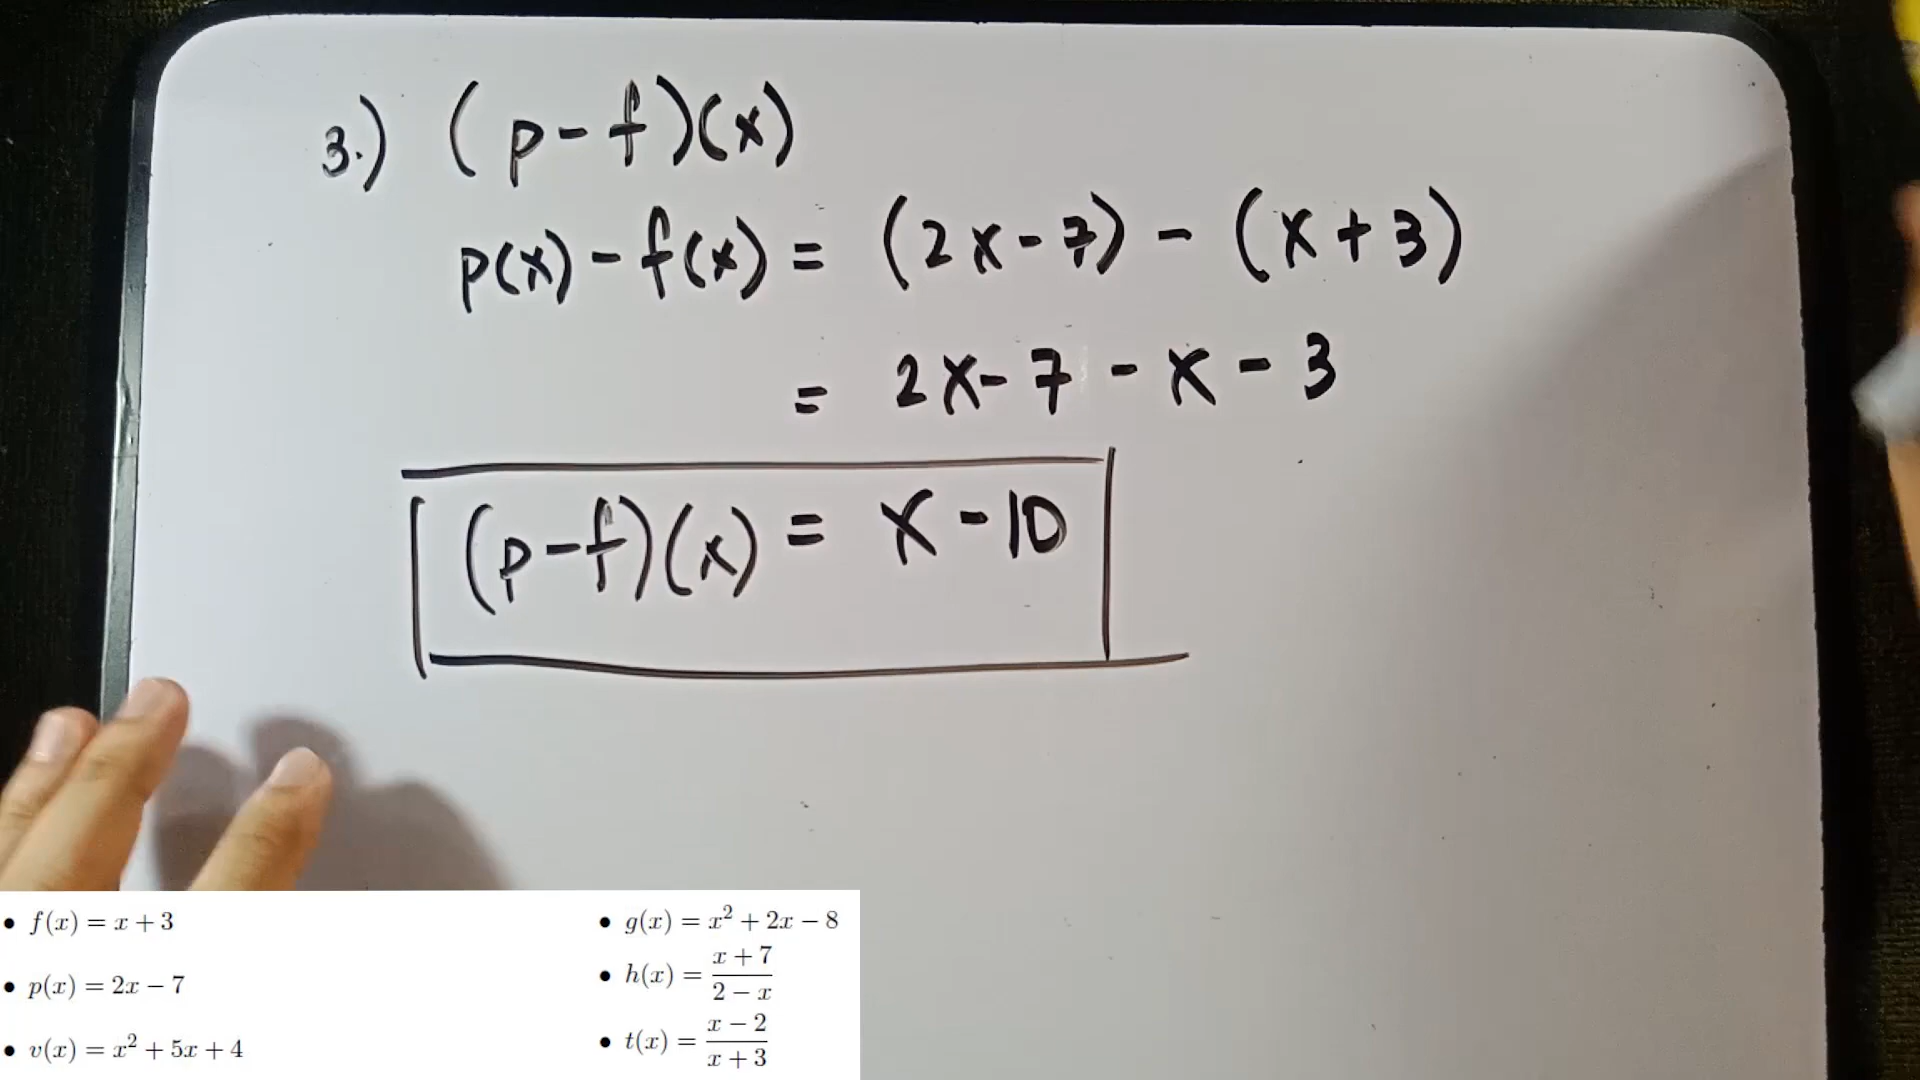 3.) (p-f)(x)
p(x) - f(x) = (2x - 7) - (x + 3)
= 2x - 7 - x - 3
(p-f)(x) = x - 10
• f(x) = x + 3
• p(x) = 2x − 7
• v(x) = x² + 5x + 4
• g(x) = x² + 2x − 8
• h(x) = (x + 7)/(2 − x)
• t(x) = (x − 2)/(x + 3)